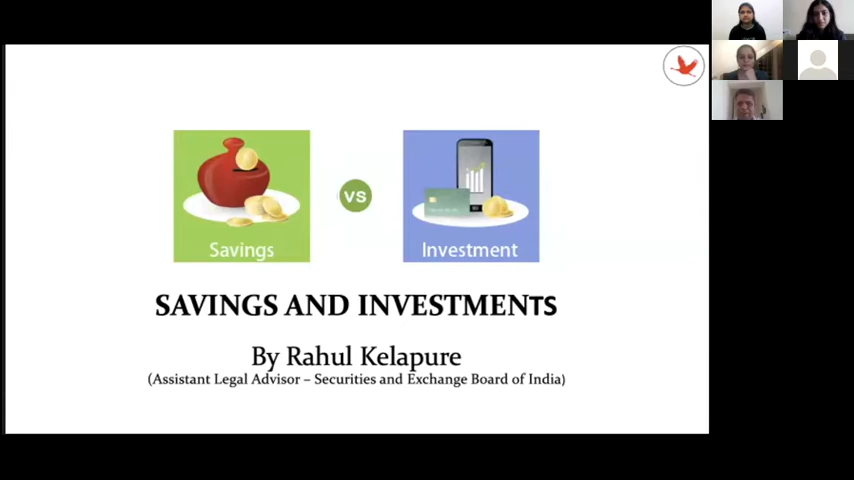 Savings
vs
Investment
SAVINGS AND INVESTMENTS
By Rahul Kelapure
(Assistant Legal Advisor – Securities and Exchange Board of India)